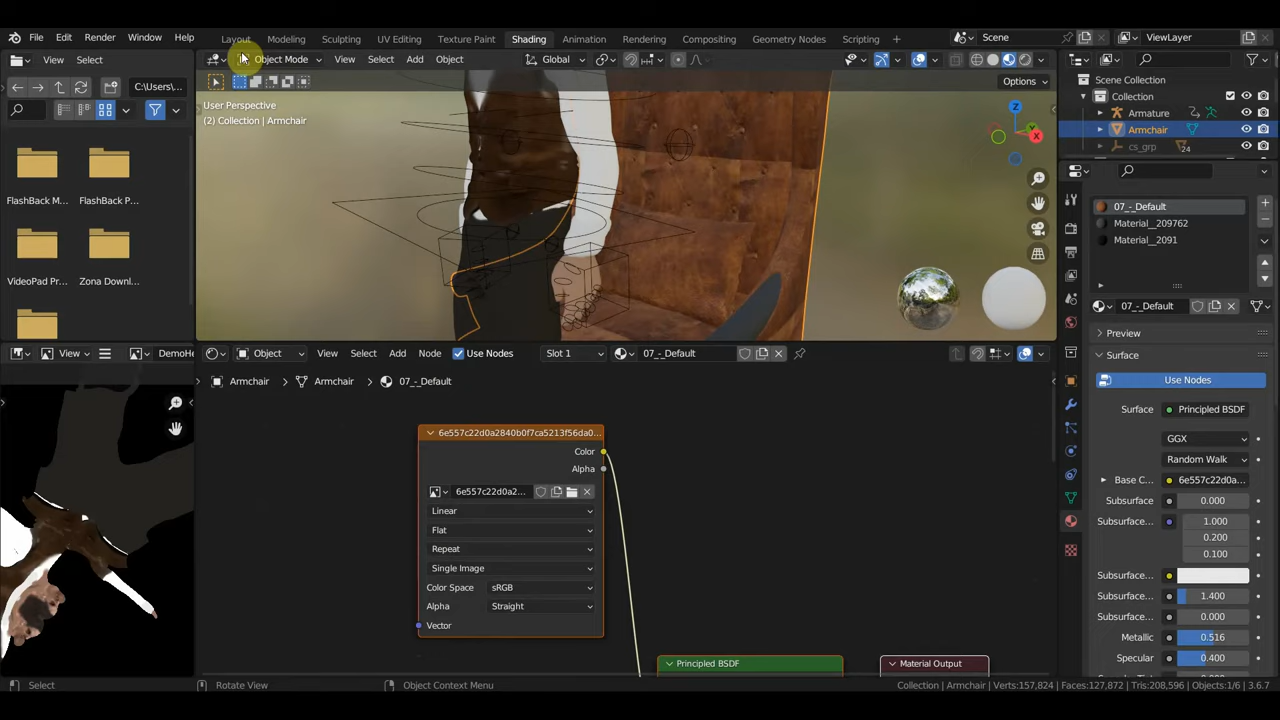 File Edit Render Window Help Layout Modeling Sculpting UV Editing Texture Paint Shading Animation Rendering Compositing Geometry Nodes Scripting Scene ViewLayer
View Select Object Mode View Select Add Object Global
C:\Users\... Options
User Perspective
(2) Collection | Armchair
Scene Collection
Collection
Armature
Armchair
cs_grp 24
FlashBack M... FlashBack P...
VideoPad Pr... Zona Downl...
07_-_Default
Material__209762
Material__2091
07_-_Default
Preview
Surface
Use Nodes
Surface Principled BSDF
GGX
Random Walk
Base C... 6e557c22d0a...
Subsurface 0.000
Subsurface... 1.000
0.200
0.100
Subsurface...
Subsurface... 1.400
Subsurface... 0.000
Metallic 0.516
Specular 0.400
View DemoHe
Object View Select Add Node Use Nodes Slot 1 07_-_Default
Armchair Armchair 07_-_Default
6e557c22d0a2840b0f7ca5213f56da0...
Color
Alpha
6e557c22d0a2...
Linear
Flat
Repeat
Single Image
Color Space sRGB
Alpha Straight
Vector
Principled BSDF Material Output
Select Rotate View Object Context Menu Collection | Armchair | Verts:157,824 | Faces:127,872 | Tris:208,596 | Objects:1/6 | 3.6.7